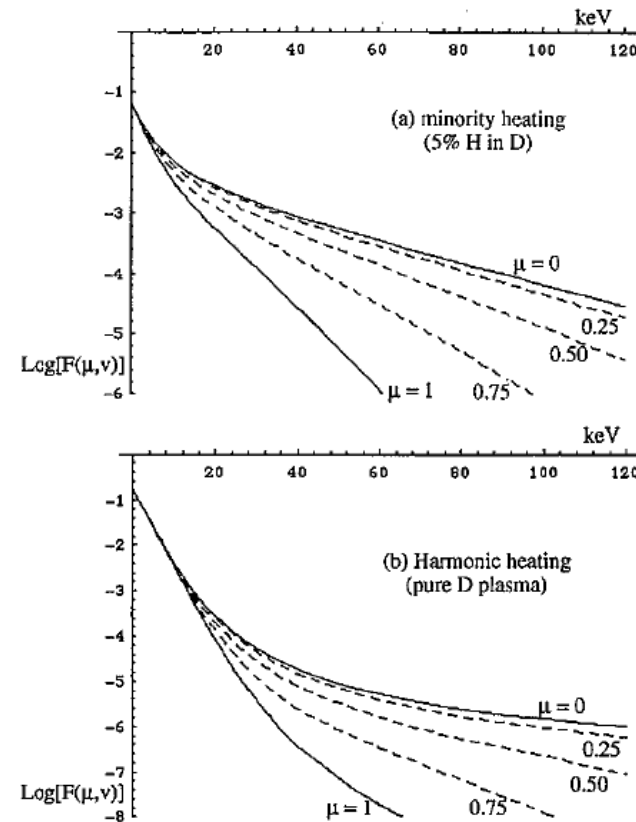 keV
20 40 60 80 100 120
-1
(a) minority heating
(5% H in D)
-2
-3
μ = 0
-4
0.25
0.50
-5
Log[F(μ,v)]
0.75
μ = 1
-6
keV
20 40 60 80 100 120
-1
-2
(b) Harmonic heating
(pure D plasma)
-3
-4
-5
μ = 0
-6
0.25
0.50
-7
Log[F(μ,v)]
μ = 1
0.75
-8